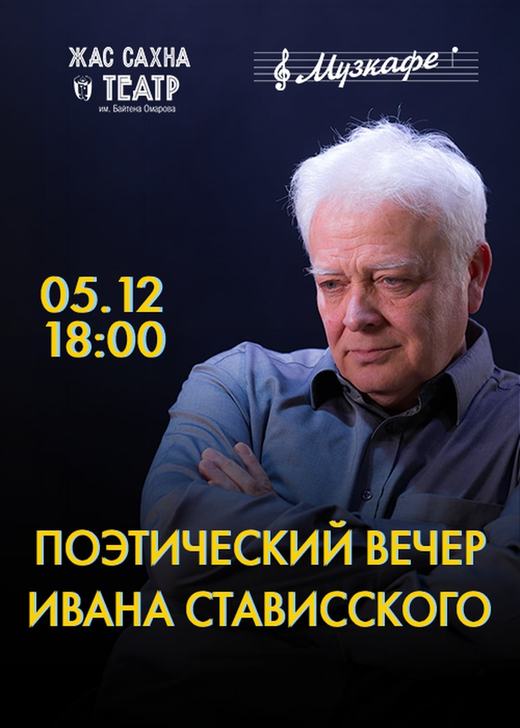 ЖАС САХНА
ТЕАТР
им. Байтена Омарова
Музкафе
05.12
18:00
ПОЭТИЧЕСКИЙ ВЕЧЕР
ИВАНА СТАВИССКОГО